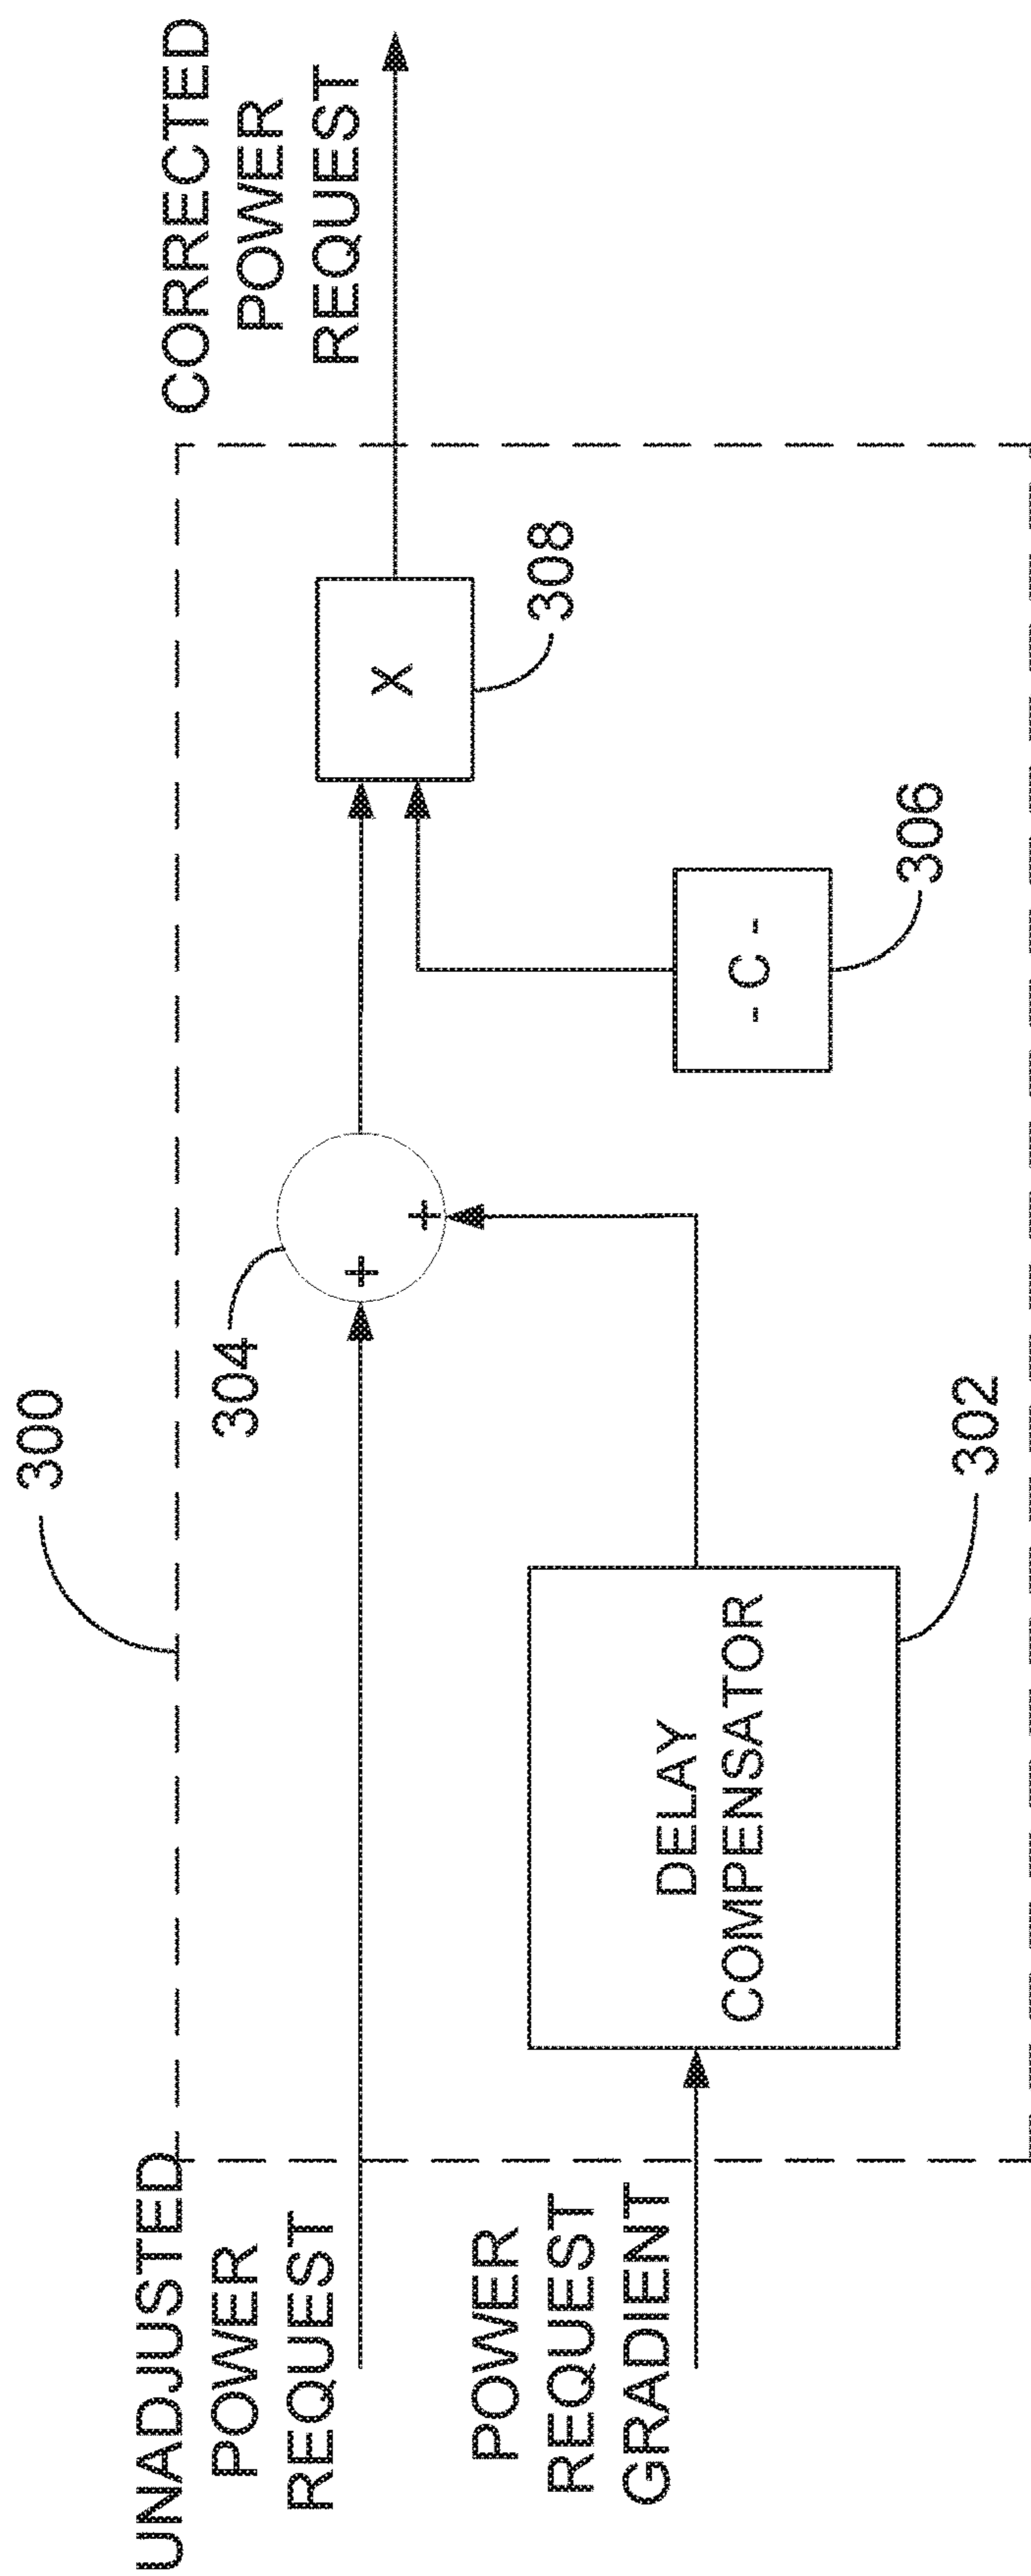 300
UNADJUSTED
POWER
REQUEST
304
+
+
X
308
CORRECTED
POWER
REQUEST
POWER
REQUEST
GRADIENT
DELAY
COMPENSATOR
302
- C -
306